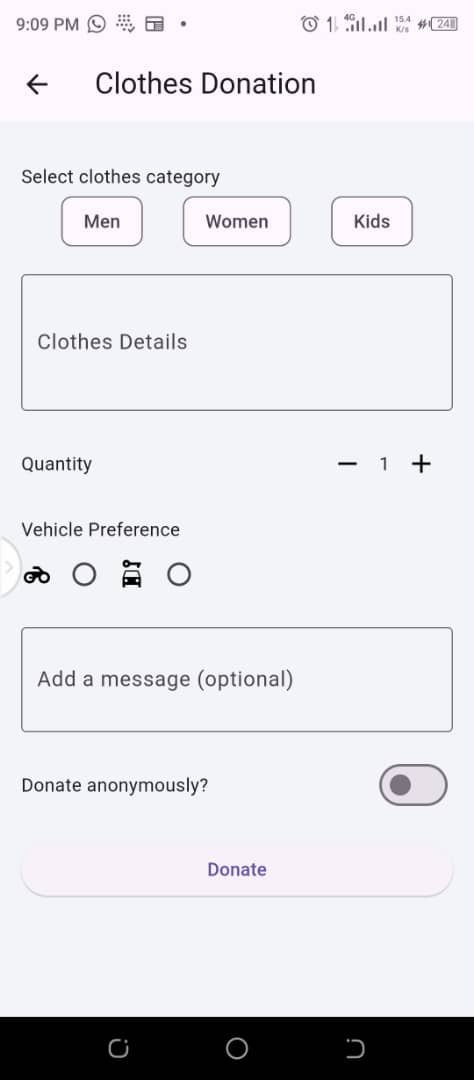 9:09 PM 4G 15.4 K/s 24
Clothes Donation
Select clothes category
Men Women Kids
Clothes Details
Quantity 1
Vehicle Preference
Add a message (optional)
Donate anonymously?
Donate